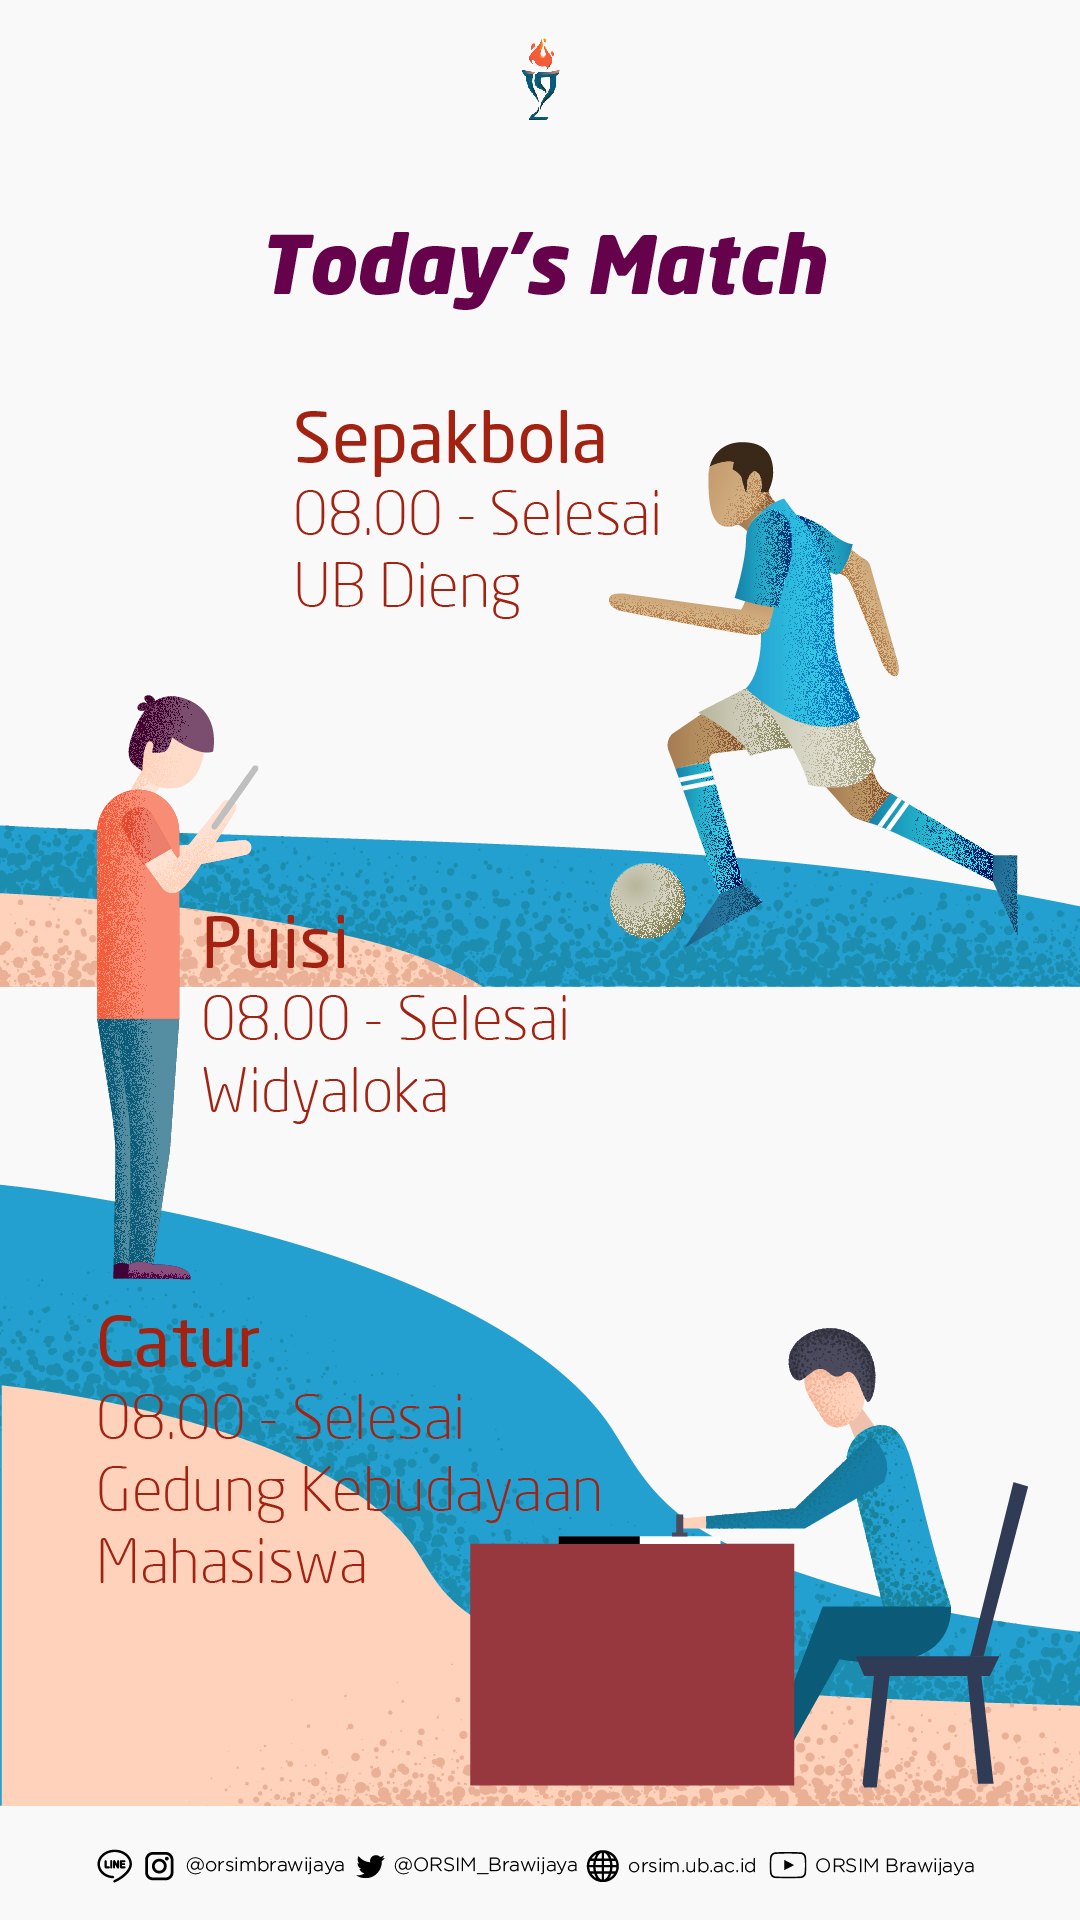 Today's Match
Sepakbola
08.00 - Selesai
UB Dieng
Puisi
08.00 - Selesai
Widyaloka
Catur
08.00 - Selesai
Gedung Kebudayaan
Mahasiswa
LINE @orsimbrawijaya @ORSIM_Brawijaya orsim.ub.ac.id ORSIM Brawijaya